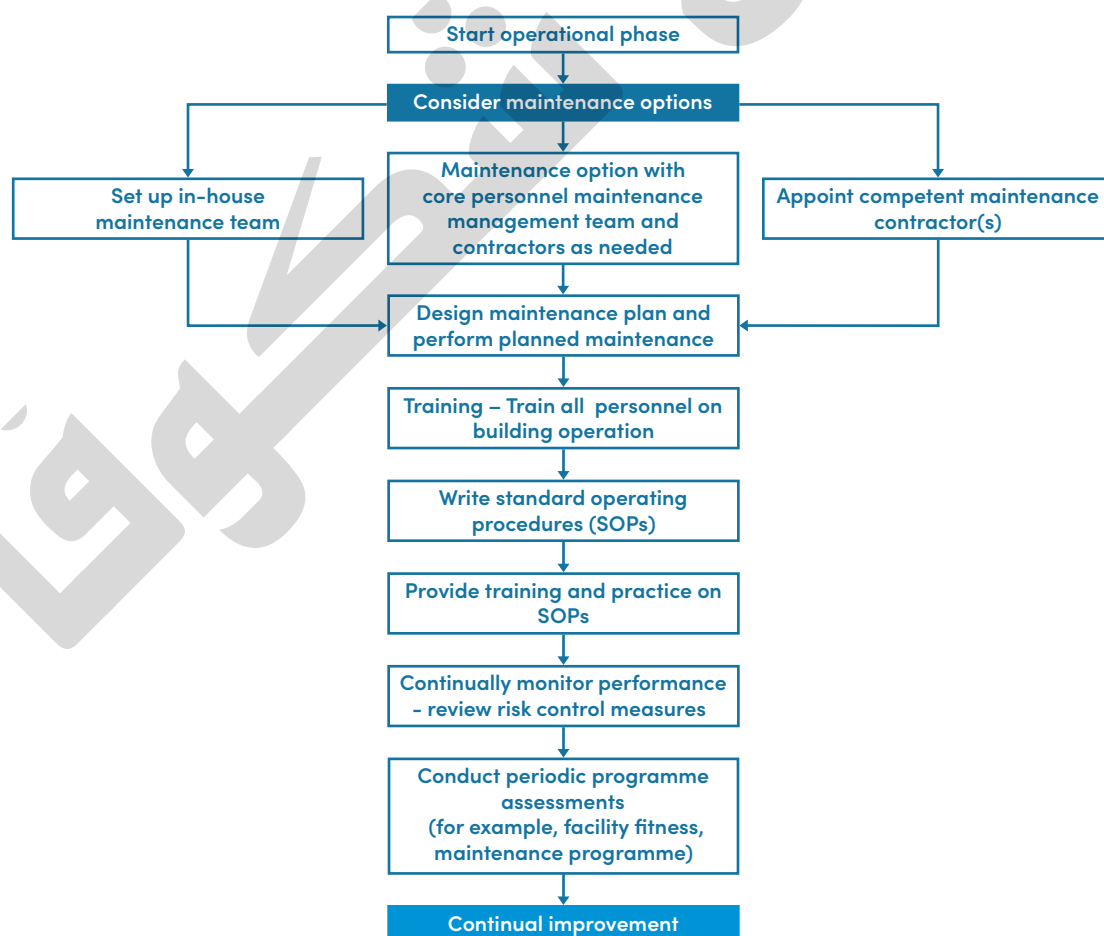 Start operational phase
Consider maintenance options
Set up in-house
maintenance team
Maintenance option with
core personnel maintenance
management team and
contractors as needed
Appoint competent maintenance
contractor(s)
Design maintenance plan and
perform planned maintenance
Training – Train all  personnel on
building operation
Write standard operating
procedures (SOPs)
Provide training and practice on
SOPs
Continually monitor performance
- review risk control measures
Conduct periodic programme
assessments
(for example, facility fitness,
maintenance programme)
Continual improvement